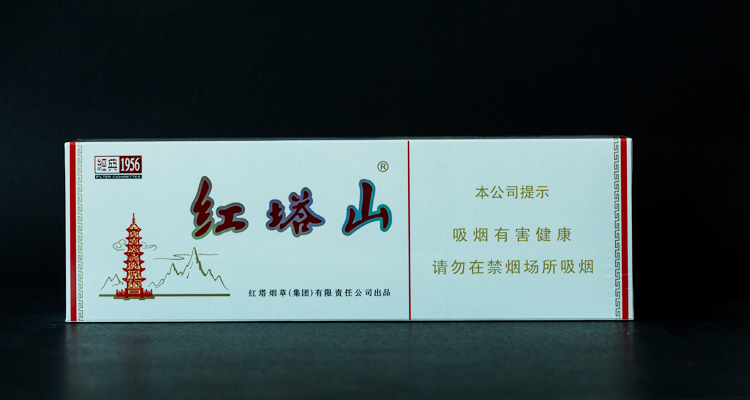 經典 1956
FILTER CIGARETTES
红塔山®
红塔烟草(集团)有限责任公司出品
本公司提示
吸烟有害健康
请勿在禁烟场所吸烟